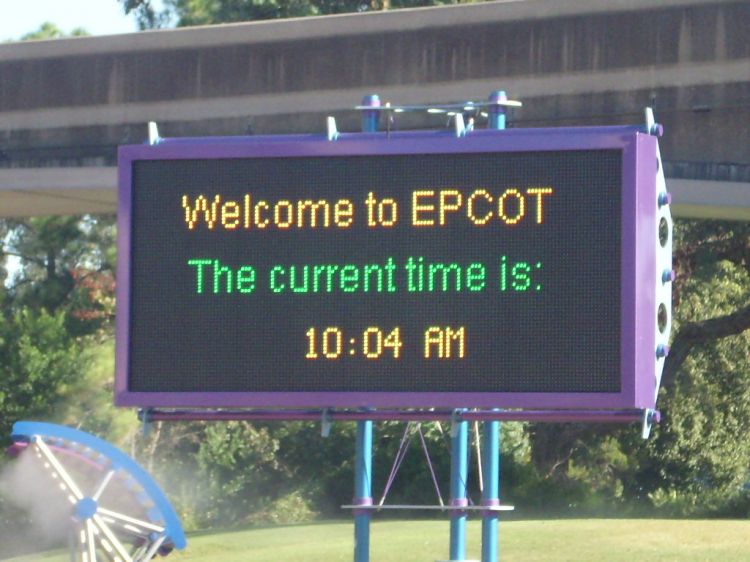 Welcome to EPCOT
The current time is:
10:04 AM